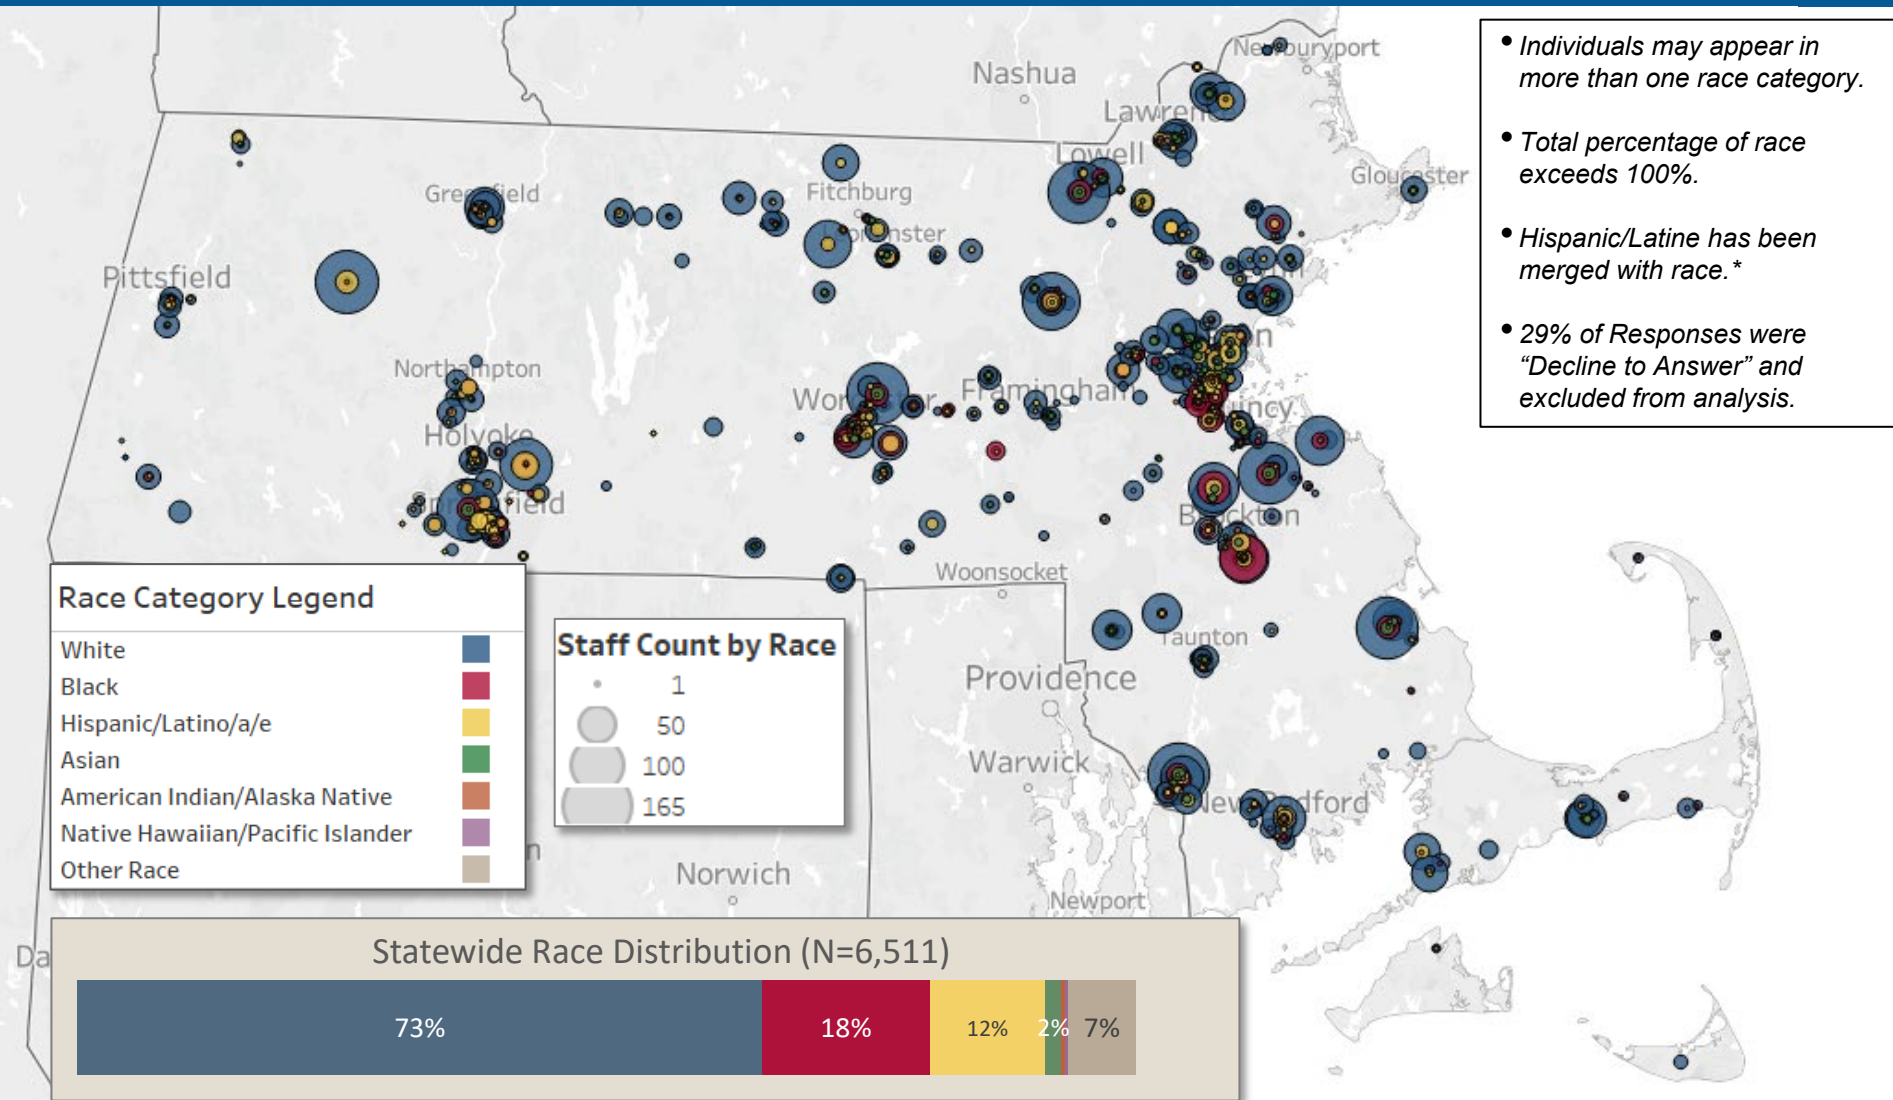 Newburyport
Nashua
Lawren
Lowell
Gloucester
Greenfield
Fitchburg
Pittsfield
Northampton
Framingham
Holyoke
Quincy
Springfield
Brockton
Woonsocket
Taunton
Providence
Warwick
New Bedford
Norwich
Newport
Da
n
• Individuals may appear in
more than one race category.
• Total percentage of race
exceeds 100%.
• Hispanic/Latine has been
merged with race.*
• 29% of Responses were
“Decline to Answer” and
excluded from analysis.
Race Category Legend
White
Black
Hispanic/Latino/a/e
Asian
American Indian/Alaska Native
Native Hawaiian/Pacific Islander
Other Race
Staff Count by Race
1
50
100
165
Statewide Race Distribution (N=6,511)
73% 18% 12% 2% 7%